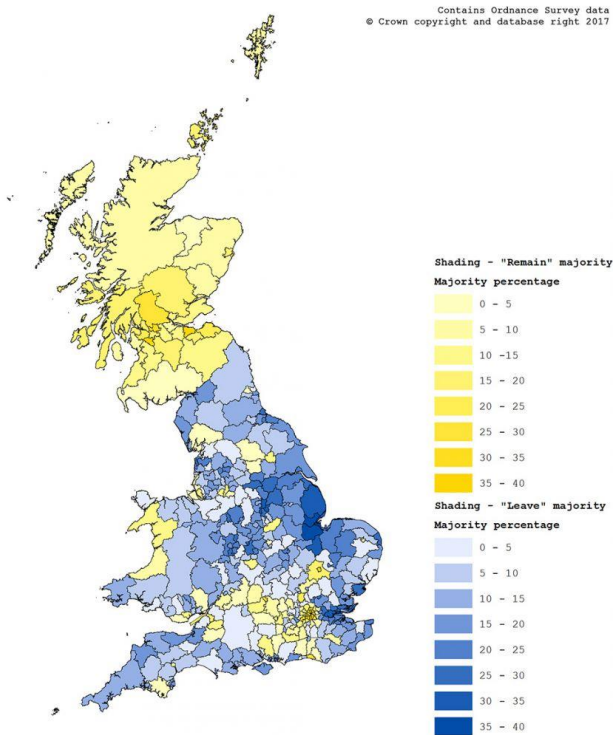 Contains Ordnance Survey data
© Crown copyright and database right 2017
Shading - "Remain" majority
Majority percentage
0 - 5
5 - 10
10 -15
15 - 20
20 - 25
25 - 30
30 - 35
35 - 40
Shading - "Leave" majority
Majority percentage
0 - 5
5 - 10
10 - 15
15 - 20
20 - 25
25 - 30
30 - 35
35 - 40